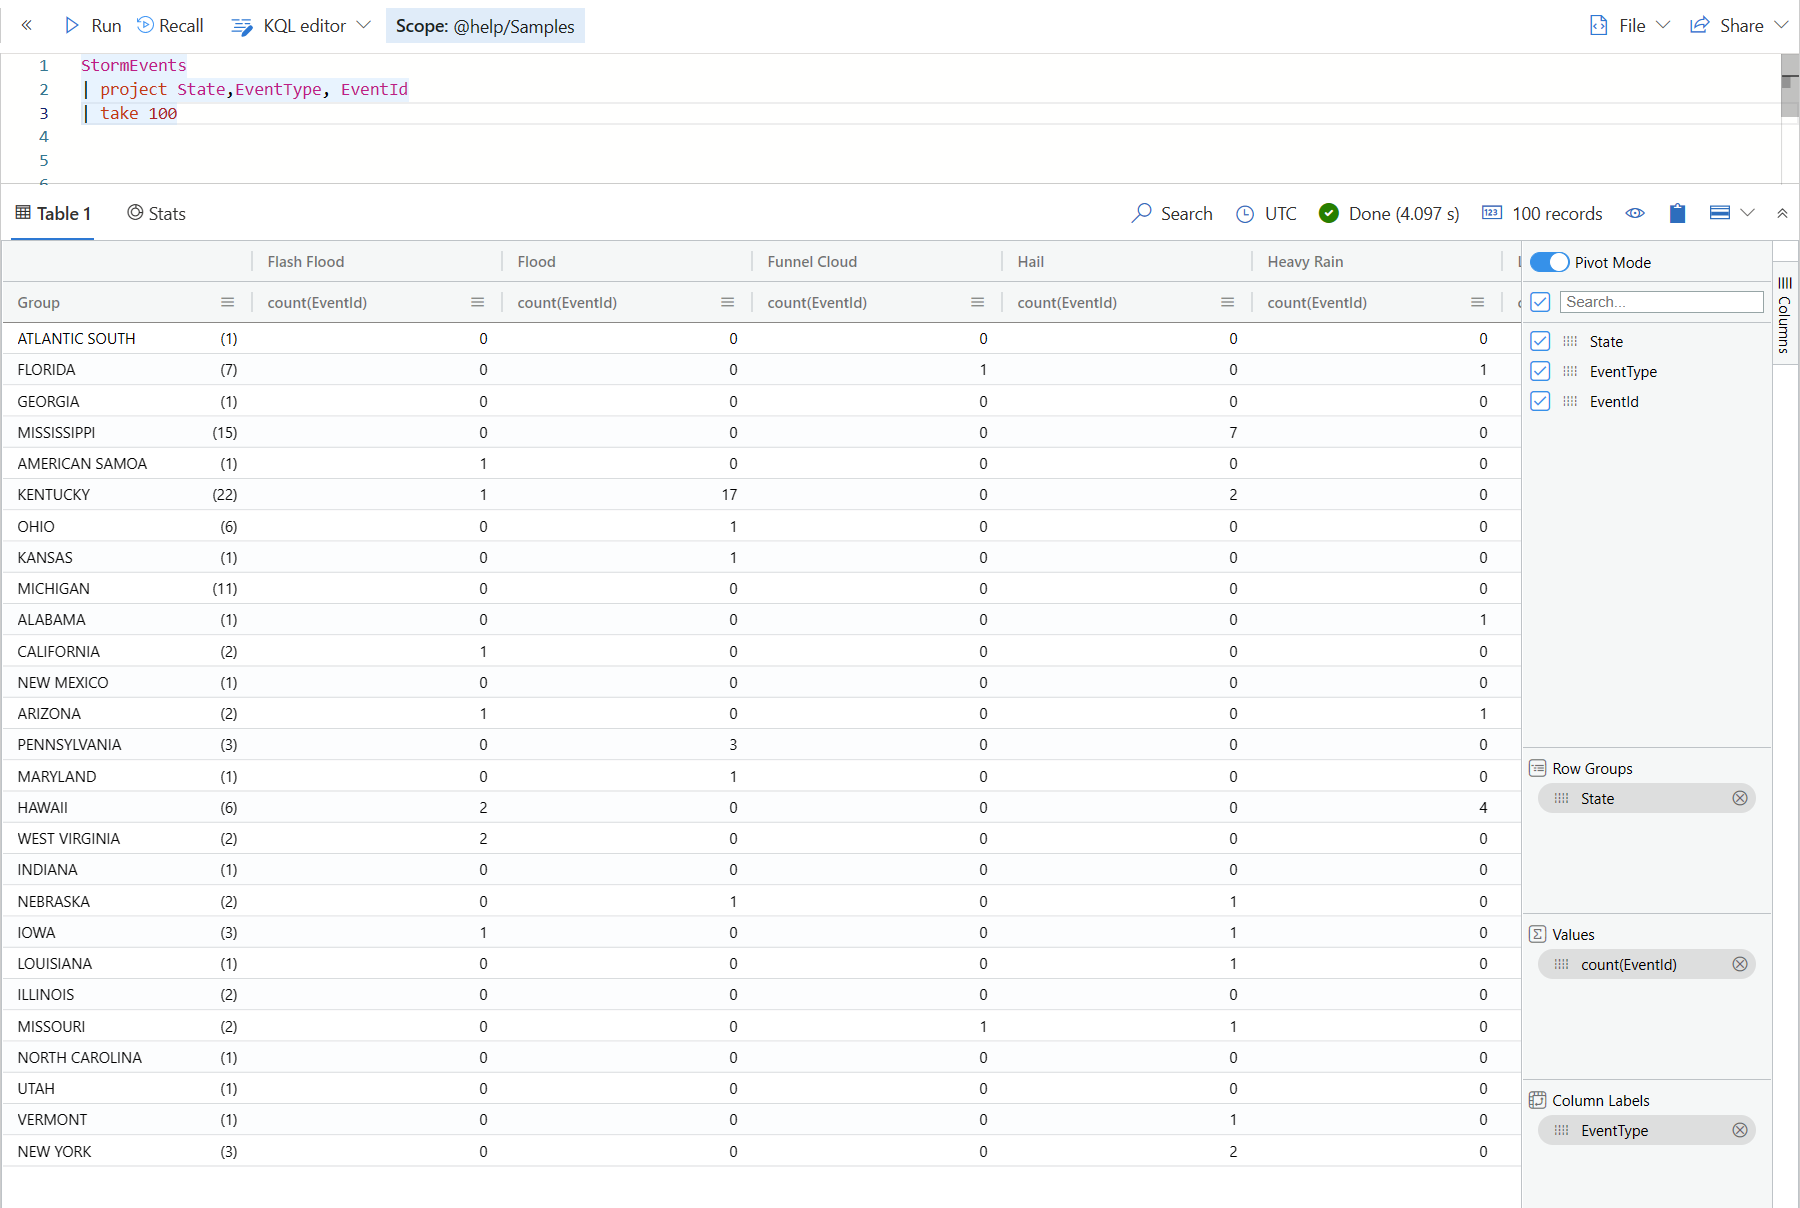 « Run Recall KQL editor Scope: @help/Samples File Share
1 StormEvents
2 | project State,EventType, EventId
3 | take 100
4
5
6
Table 1 Stats Search UTC Done (4.097 s) 123 100 records
Flash Flood Flood Funnel Cloud Hail Heavy Rain
Group count(EventId) count(EventId) count(EventId) count(EventId) count(EventId)
ATLANTIC SOUTH (1) 0 0 0 0 0
FLORIDA (7) 0 0 1 0 1
GEORGIA (1) 0 0 0 0 0
MISSISSIPPI (15) 0 0 0 7 0
AMERICAN SAMOA (1) 1 0 0 0 0
KENTUCKY (22) 1 17 0 2 0
OHIO (6) 0 1 0 0 0
KANSAS (1) 0 1 0 0 0
MICHIGAN (11) 0 0 0 0 0
ALABAMA (1) 0 0 0 0 1
CALIFORNIA (2) 1 0 0 0 0
NEW MEXICO (1) 0 0 0 0 0
ARIZONA (2) 1 0 0 0 1
PENNSYLVANIA (3) 0 3 0 0 0
MARYLAND (1) 0 1 0 0 0
HAWAII (6) 2 0 0 0 4
WEST VIRGINIA (2) 2 0 0 0 0
INDIANA (1) 0 0 0 0 0
NEBRASKA (2) 0 1 0 1 0
IOWA (3) 1 0 0 1 0
LOUISIANA (1) 0 0 0 1 0
ILLINOIS (2) 0 0 0 0 0
MISSOURI (2) 0 0 1 1 0
NORTH CAROLINA (1) 0 0 0 0 0
UTAH (1) 0 0 0 0 0
VERMONT (1) 0 0 0 1 0
NEW YORK (3) 0 0 0 2 0
Pivot Mode
Search...
State
EventType
EventId
Row Groups
State
Values
count(EventId)
Column Labels
EventType
Columns